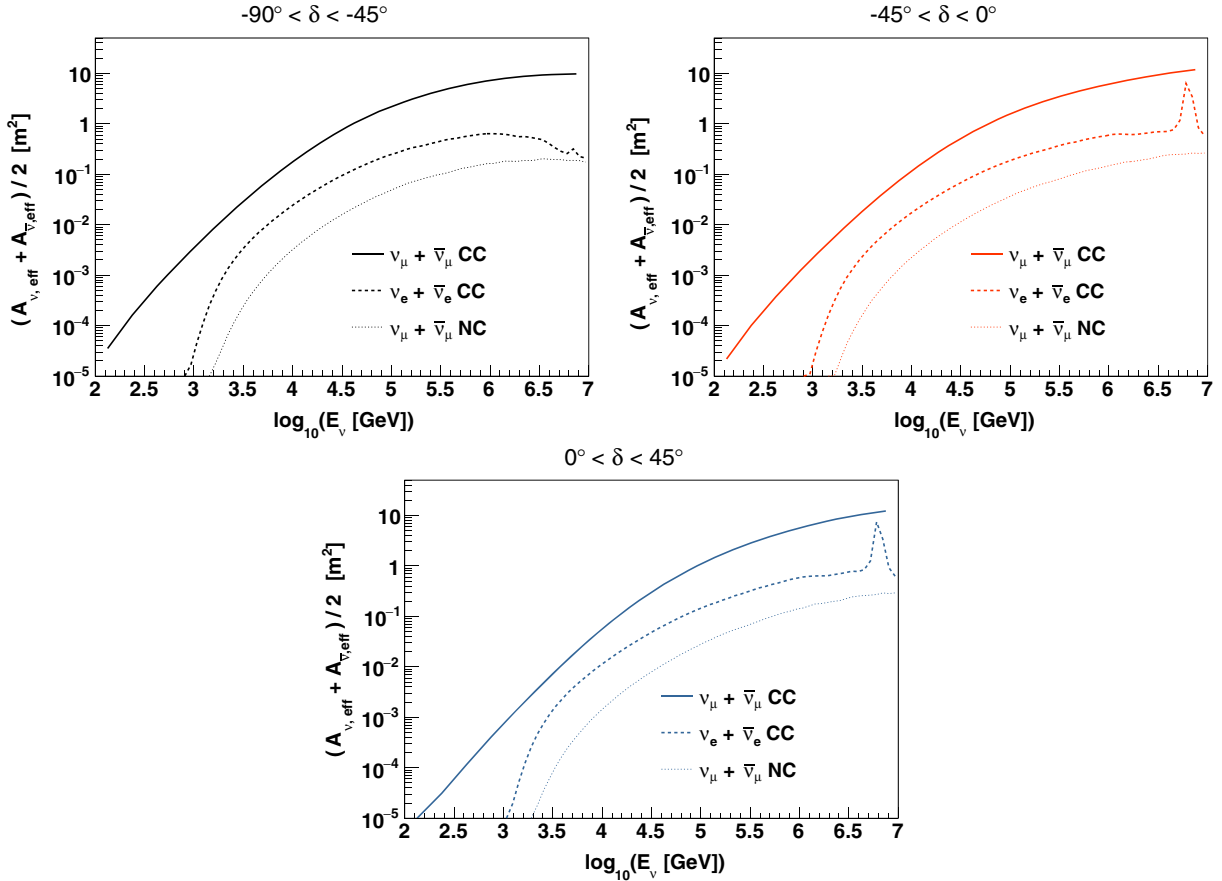 -90° < δ < -45°
(A_ν, eff + A_ν̅,eff) / 2 [m²]
10
1
10⁻¹
10⁻²
10⁻³
10⁻⁴
10⁻⁵
ν_μ + ν̅_μ CC
ν_e + ν̅_e CC
ν_μ + ν̅_μ NC
2 2.5 3 3.5 4 4.5 5 5.5 6 6.5 7
log₁₀(E_ν [GeV])
-45° < δ < 0°
(A_ν, eff + A_ν̅,eff) / 2 [m²]
10
1
10⁻¹
10⁻²
10⁻³
10⁻⁴
10⁻⁵
ν_μ + ν̅_μ CC
ν_e + ν̅_e CC
ν_μ + ν̅_μ NC
2 2.5 3 3.5 4 4.5 5 5.5 6 6.5 7
log₁₀(E_ν [GeV])
0° < δ < 45°
(A_ν, eff + A_ν̅,eff) / 2 [m²]
10
1
10⁻¹
10⁻²
10⁻³
10⁻⁴
10⁻⁵
ν_μ + ν̅_μ CC
ν_e + ν̅_e CC
ν_μ + ν̅_μ NC
2 2.5 3 3.5 4 4.5 5 5.5 6 6.5 7
log₁₀(E_ν [GeV])